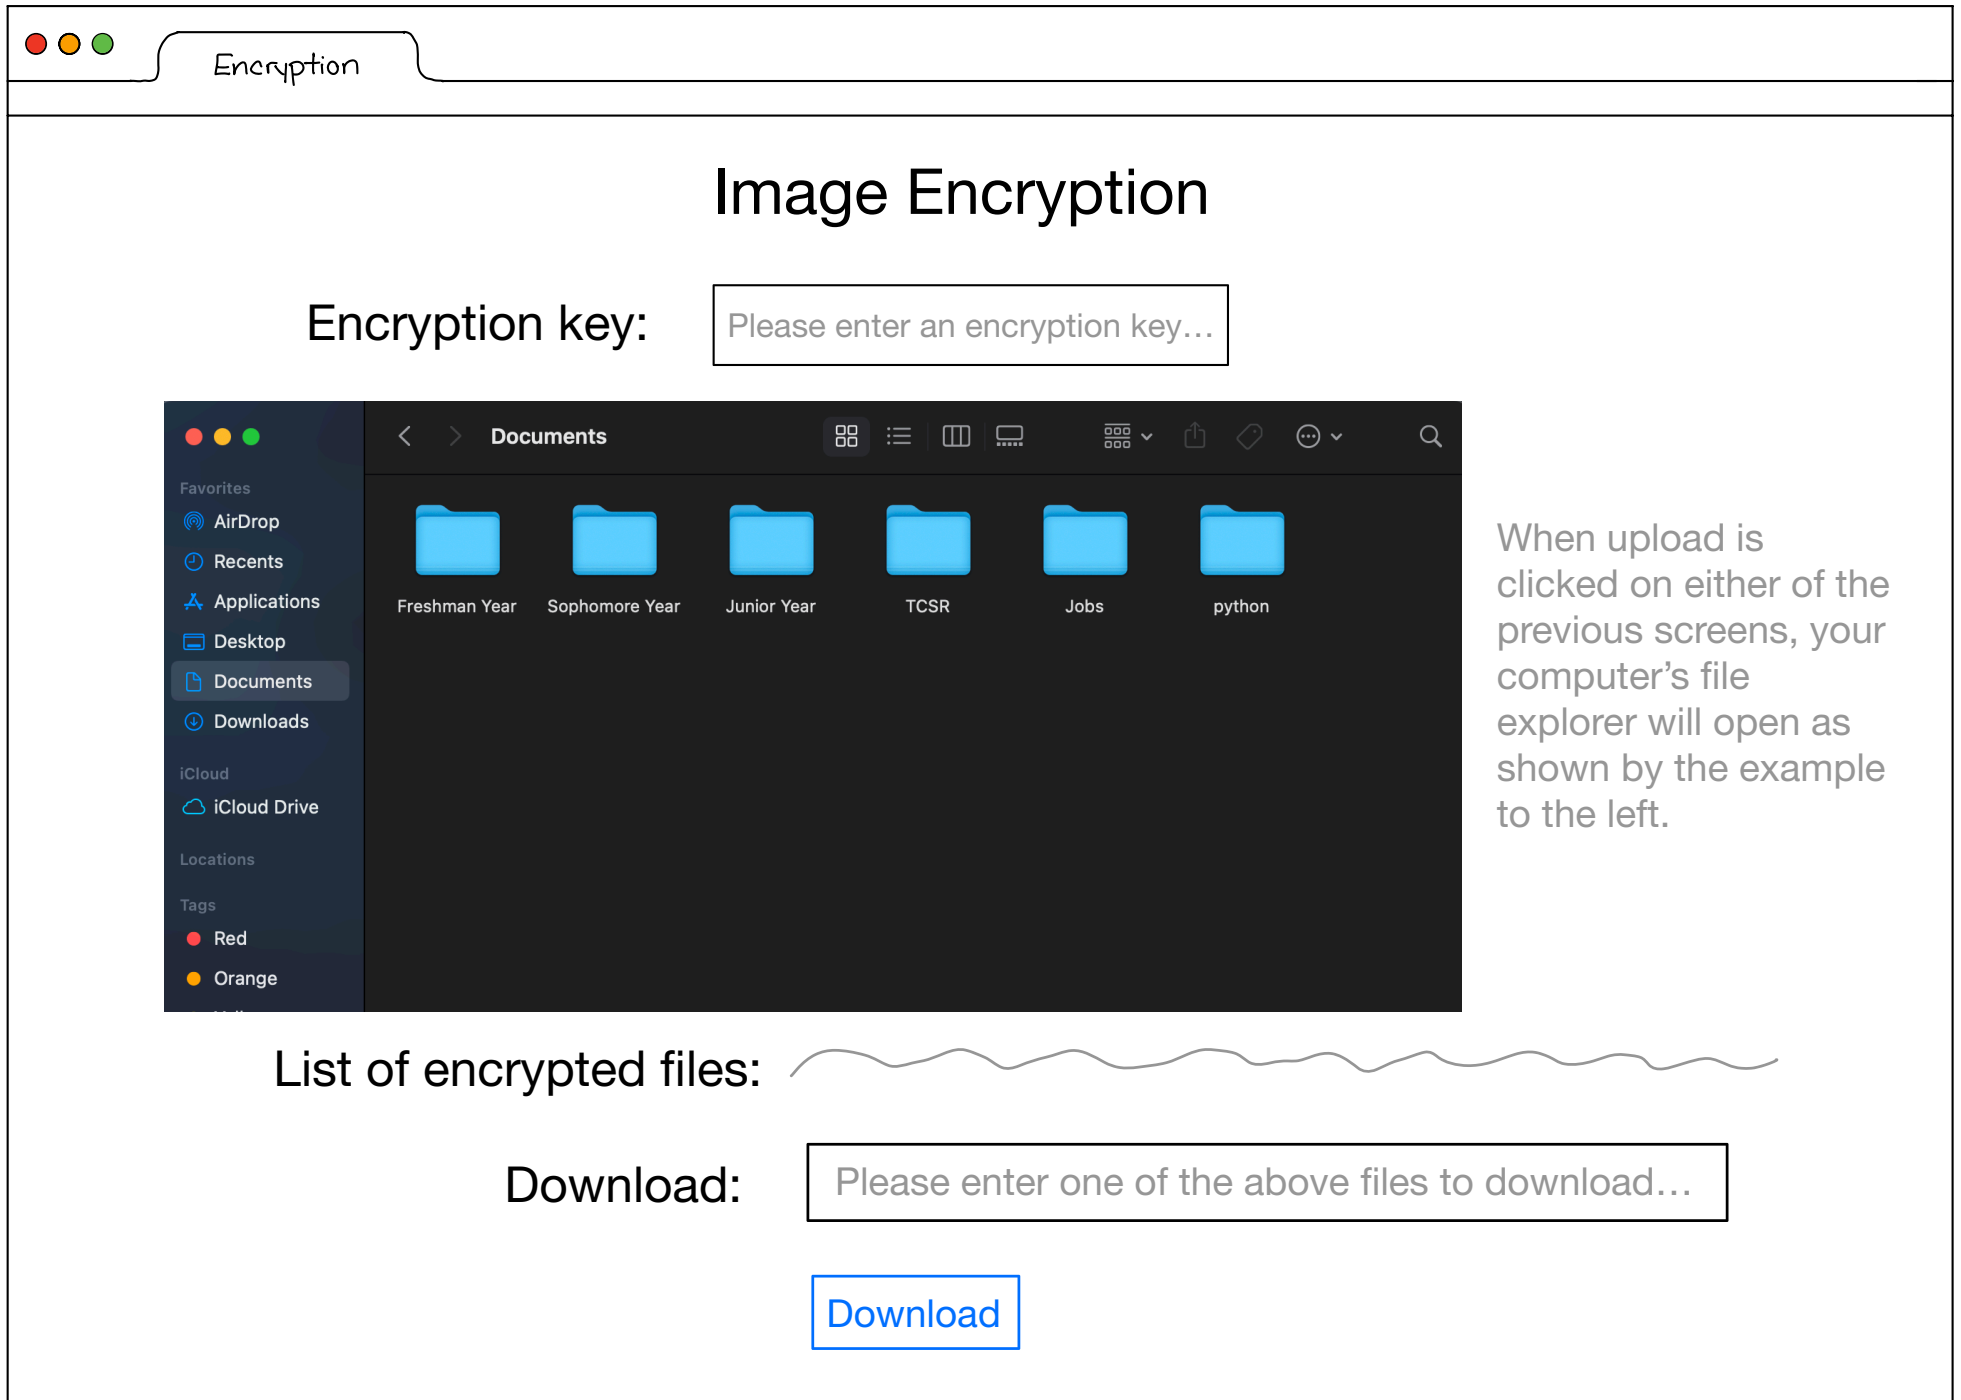 Encryption
Image Encryption
Encryption key:
Please enter an encryption key...
Documents
Favorites
AirDrop
Recents
Applications
Desktop
Documents
Downloads
iCloud
iCloud Drive
Locations
Tags
Red
Orange
Freshman Year
Sophomore Year
Junior Year
TCSR
Jobs
python
When upload is
clicked on either of the
previous screens, your
computer’s file
explorer will open as
shown by the example
to the left.
List of encrypted files:
Download:
Please enter one of the above files to download...
Download